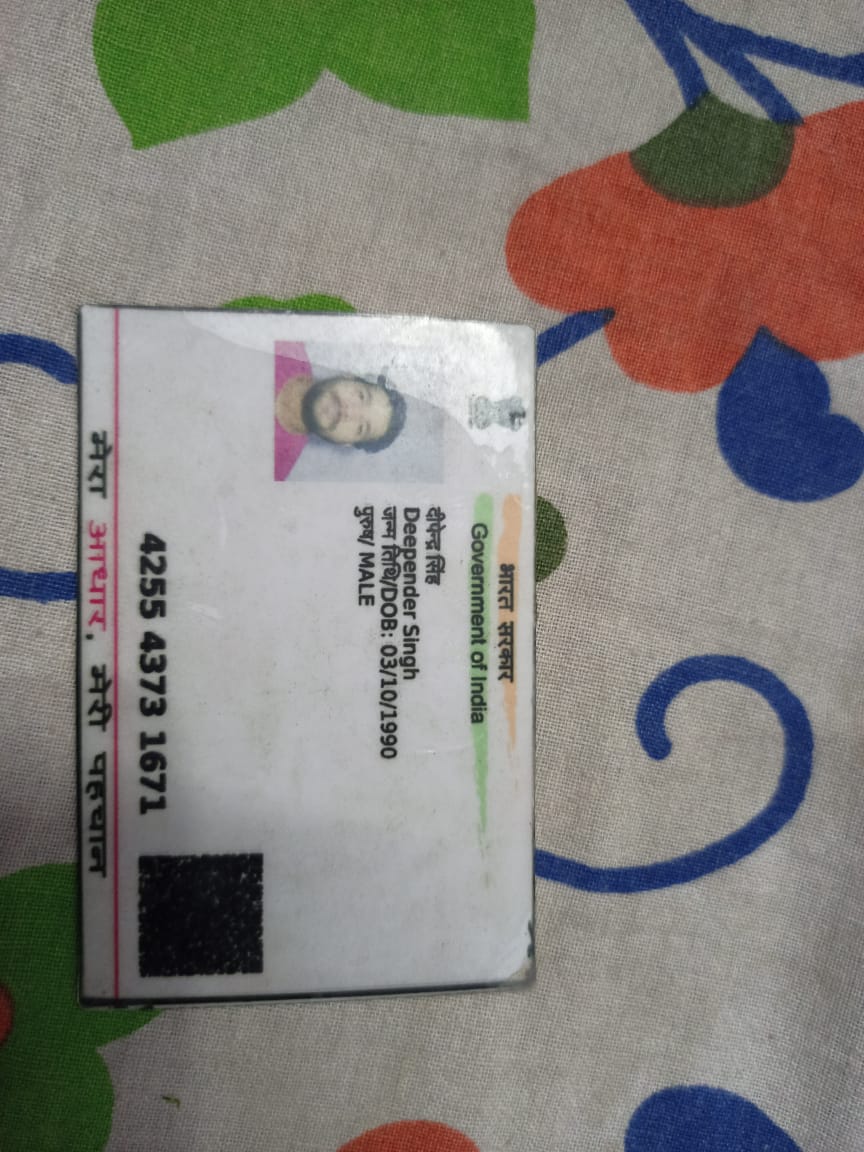 भारत सरकार
Government of India
दीपेन्द्र सिंह
Deepender Singh
जन्म तिथि/DOB: 03/10/1990
पुरुष/ MALE
4255 4373 1671
मेरा आधार, मेरी पहचान